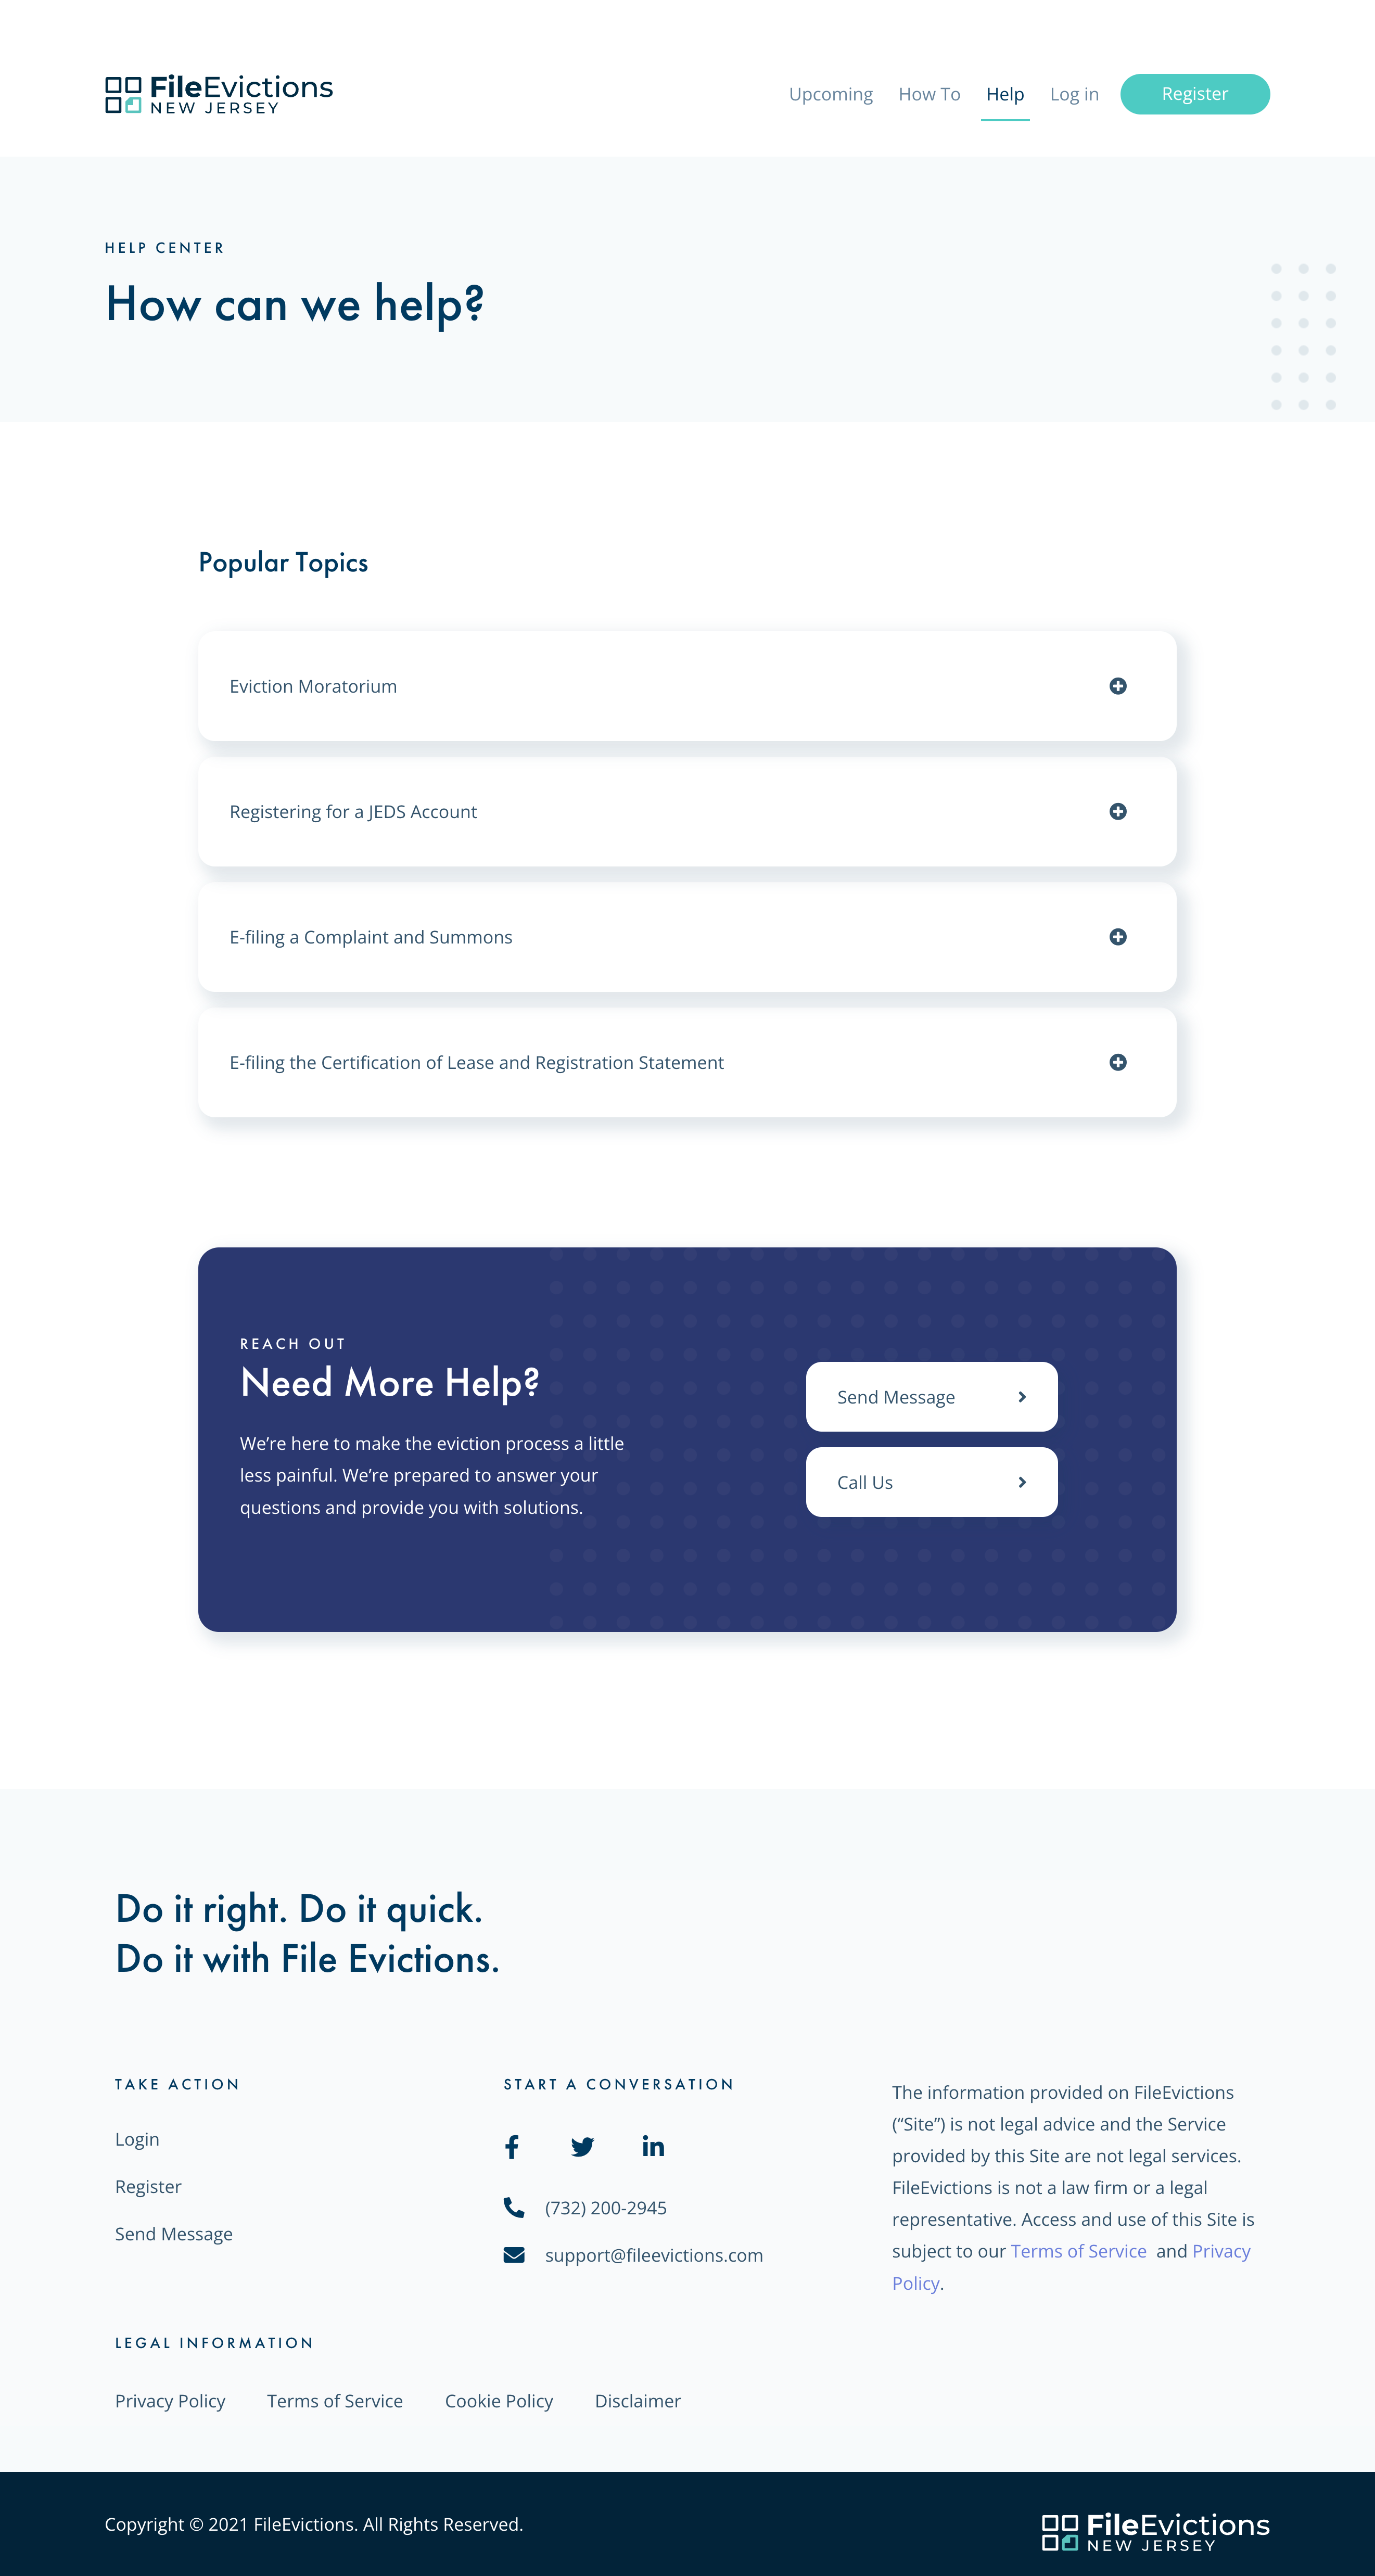 FileEvictions
NEW JERSEY
Upcoming How To Help Log in Register
HELP CENTER
How can we help?
Popular Topics
Eviction Moratorium
Registering for a JEDS Account
E-filing a Complaint and Summons
E-filing the Certification of Lease and Registration Statement
REACH OUT
Need More Help?
We’re here to make the eviction process a little
less painful. We’re prepared to answer your
questions and provide you with solutions.
Send Message
Call Us
Do it right. Do it quick.
Do it with File Evictions.
TAKE ACTION
Login
Register
Send Message
START A CONVERSATION
(732) 200-2945
support@fileevictions.com
The information provided on FileEvictions
(“Site”) is not legal advice and the Service
provided by this Site are not legal services.
FileEvictions is not a law firm or a legal
representative. Access and use of this Site is
subject to our Terms of Service and Privacy
Policy.
LEGAL INFORMATION
Privacy Policy Terms of Service Cookie Policy Disclaimer
Copyright © 2021 FileEvictions. All Rights Reserved.
FileEvictions
NEW JERSEY